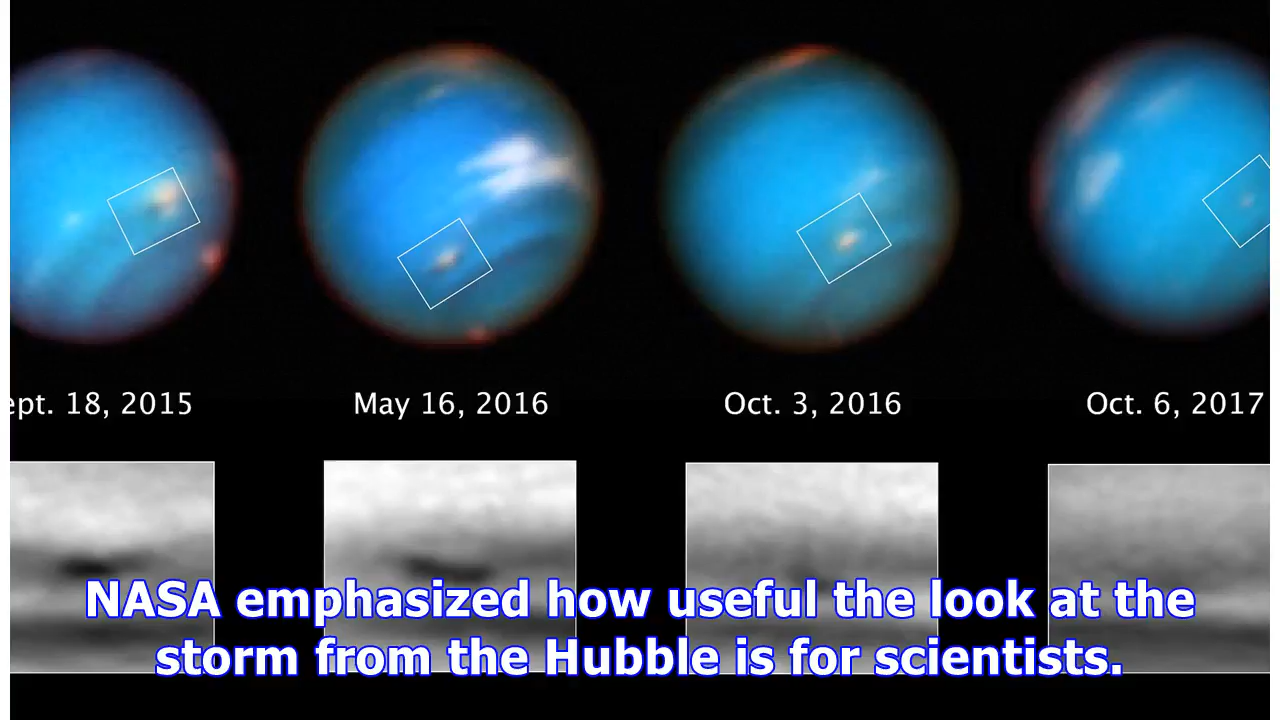 ept. 18, 2015
May 16, 2016
Oct. 3, 2016
Oct. 6, 2017
NASA emphasized how useful the look at the
storm from the Hubble is for scientists.